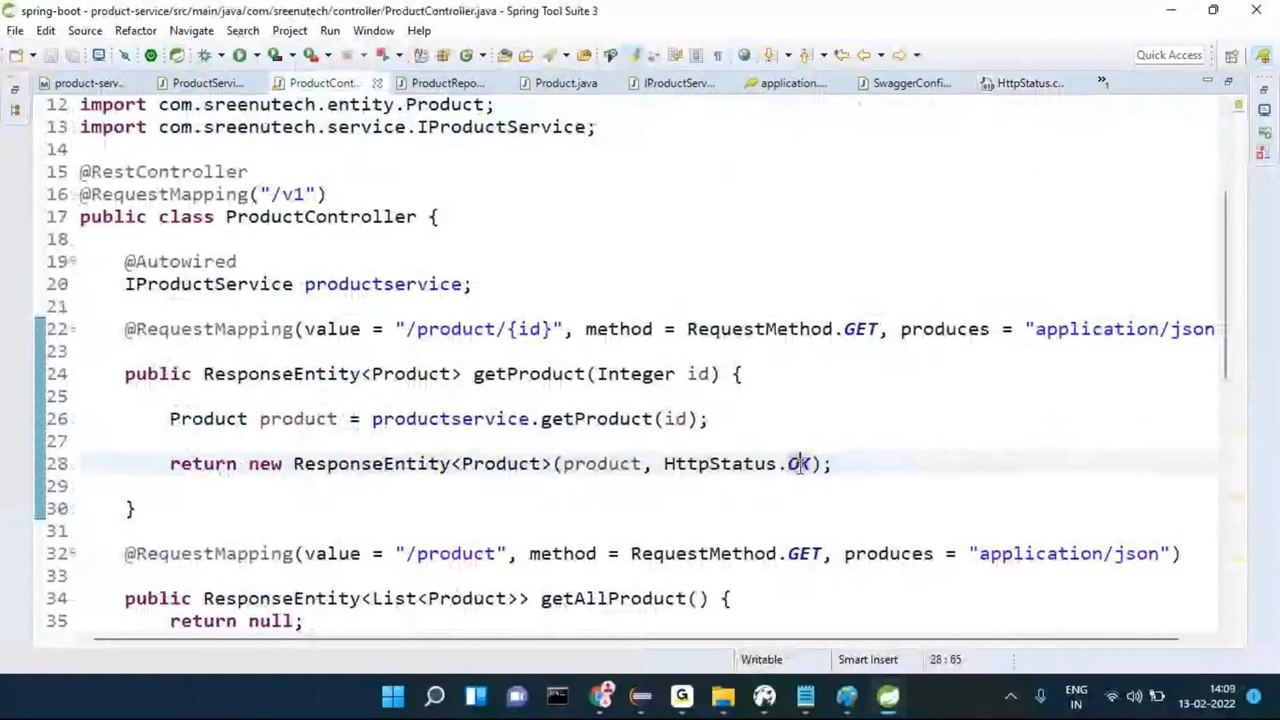 spring-boot - product-service/src/main/java/com/sreenutech/controller/ProductController.java - Spring Tool Suite 3
File Edit Source Refactor Navigate Search Project Run Window Help
Quick Access
product-serv... ProductServi... ProductCont... ProductRepo... Product.java IProductServ... application.... SwaggerConfi... HttpStatus.c... »1
12 import com.sreenutech.entity.Product;
13 import com.sreenutech.service.IProductService;
14
15 @RestController
16 @RequestMapping("/v1")
17 public class ProductController {
18
19 @Autowired
20 IProductService productservice;
21
22 @RequestMapping(value = "/product/{id}", method = RequestMethod.GET, produces = "application/json
23
24 public ResponseEntity<Product> getProduct(Integer id) {
25
26 Product product = productservice.getProduct(id);
27
28 return new ResponseEntity<Product>(product, HttpStatus.OK);
29
30 }
31
32 @RequestMapping(value = "/product", method = RequestMethod.GET, produces = "application/json")
33
34 public ResponseEntity<List<Product>> getAllProduct() {
35 return null;
Writable Smart Insert 28 : 65
ENG
IN
14:09
13-02-2022